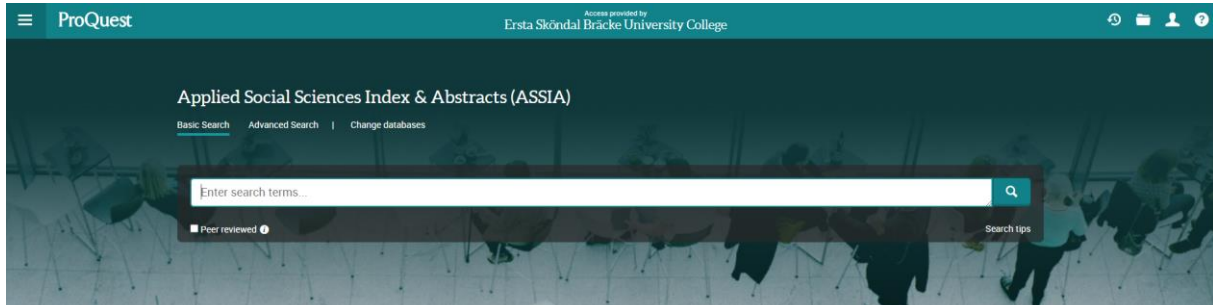 ProQuest
Access provided by
Ersta Sköndal Bräcke University College
Applied Social Sciences Index & Abstracts (ASSIA)
Basic Search Advanced Search | Change databases
Enter search terms...
Peer reviewed
Search tips